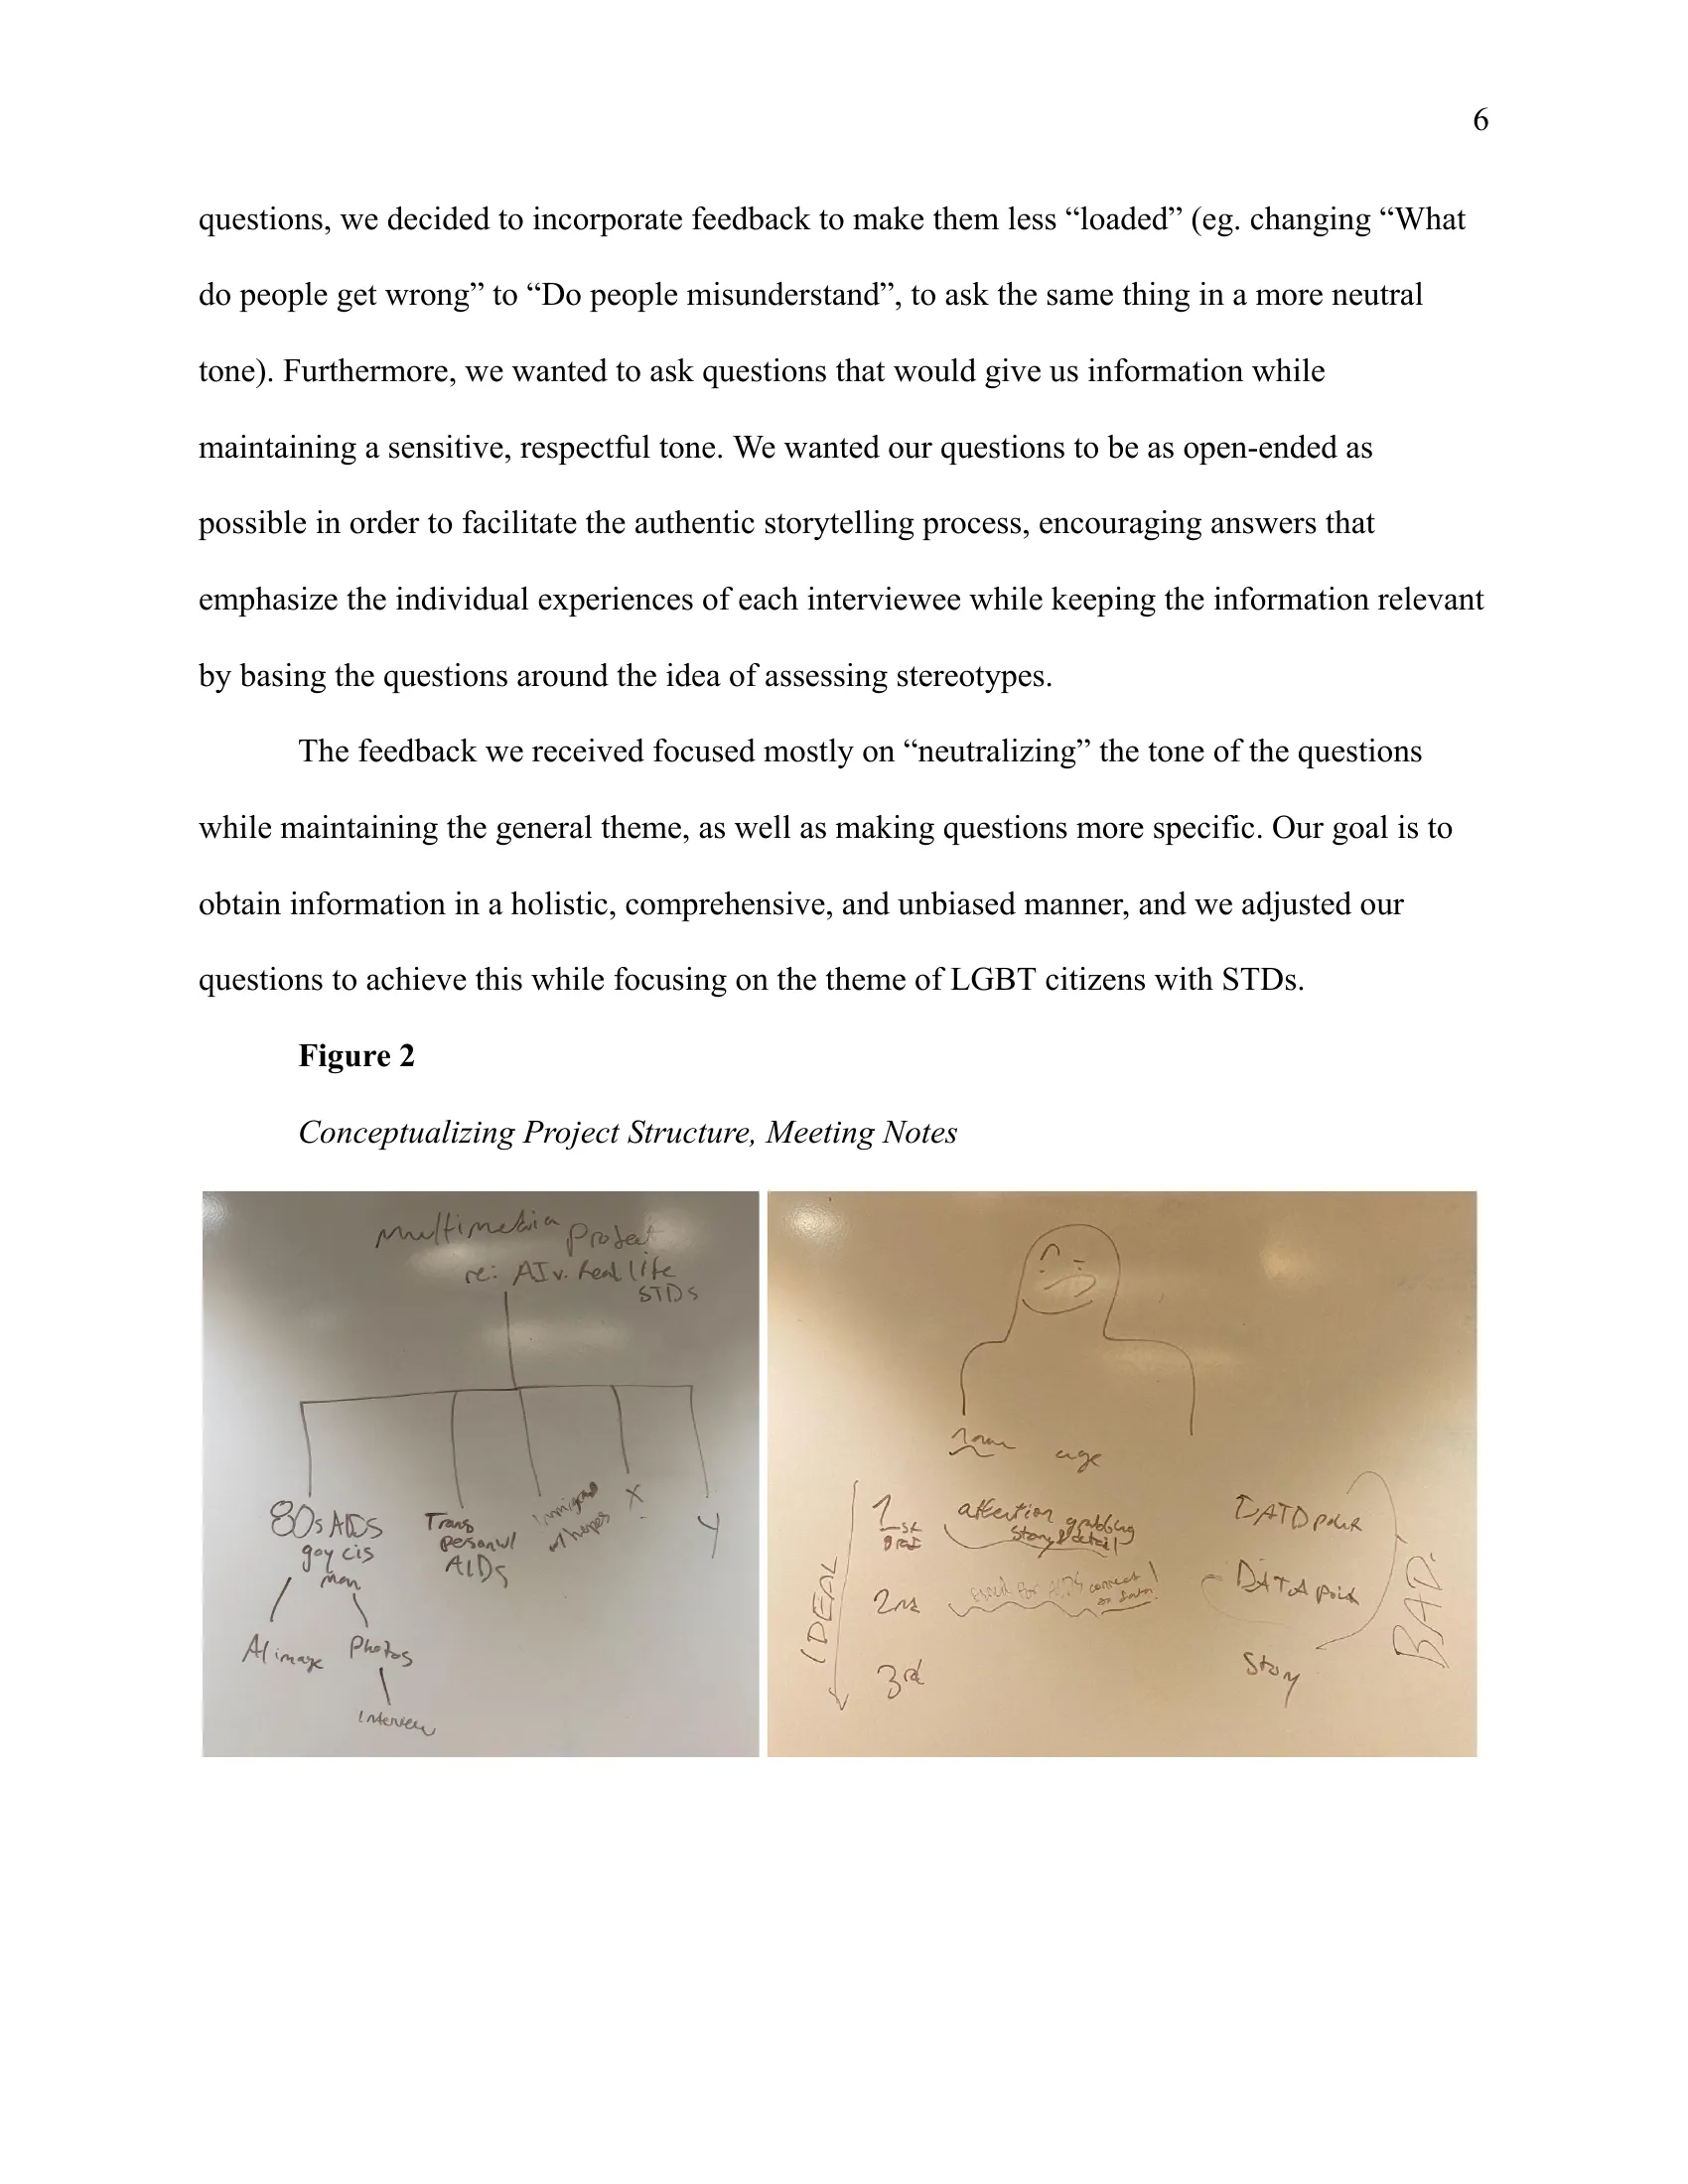 6
questions, we decided to incorporate feedback to make them less “loaded” (eg. changing “What
do people get wrong” to “Do people misunderstand”, to ask the same thing in a more neutral
tone). Furthermore, we wanted to ask questions that would give us information while
maintaining a sensitive, respectful tone. We wanted our questions to be as open-ended as
possible in order to facilitate the authentic storytelling process, encouraging answers that
emphasize the individual experiences of each interviewee while keeping the information relevant
by basing the questions around the idea of assessing stereotypes.
The feedback we received focused mostly on “neutralizing” the tone of the questions
while maintaining the general theme, as well as making questions more specific. Our goal is to
obtain information in a holistic, comprehensive, and unbiased manner, and we adjusted our
questions to achieve this while focusing on the theme of LGBT citizens with STDs.
Figure 2
Conceptualizing Project Structure, Meeting Notes
multimedia project
re: AI v. real life
STDs
80s AIDS
gay cis
man
AI image
Photos
Interview
Trans
person w/
AIDS
w/ herpes
X
Y
name age
IDEAL
1st
graf
attention grabbing
story & detail
2nd
3rd
DATA point
DATA point
Story
BAD.